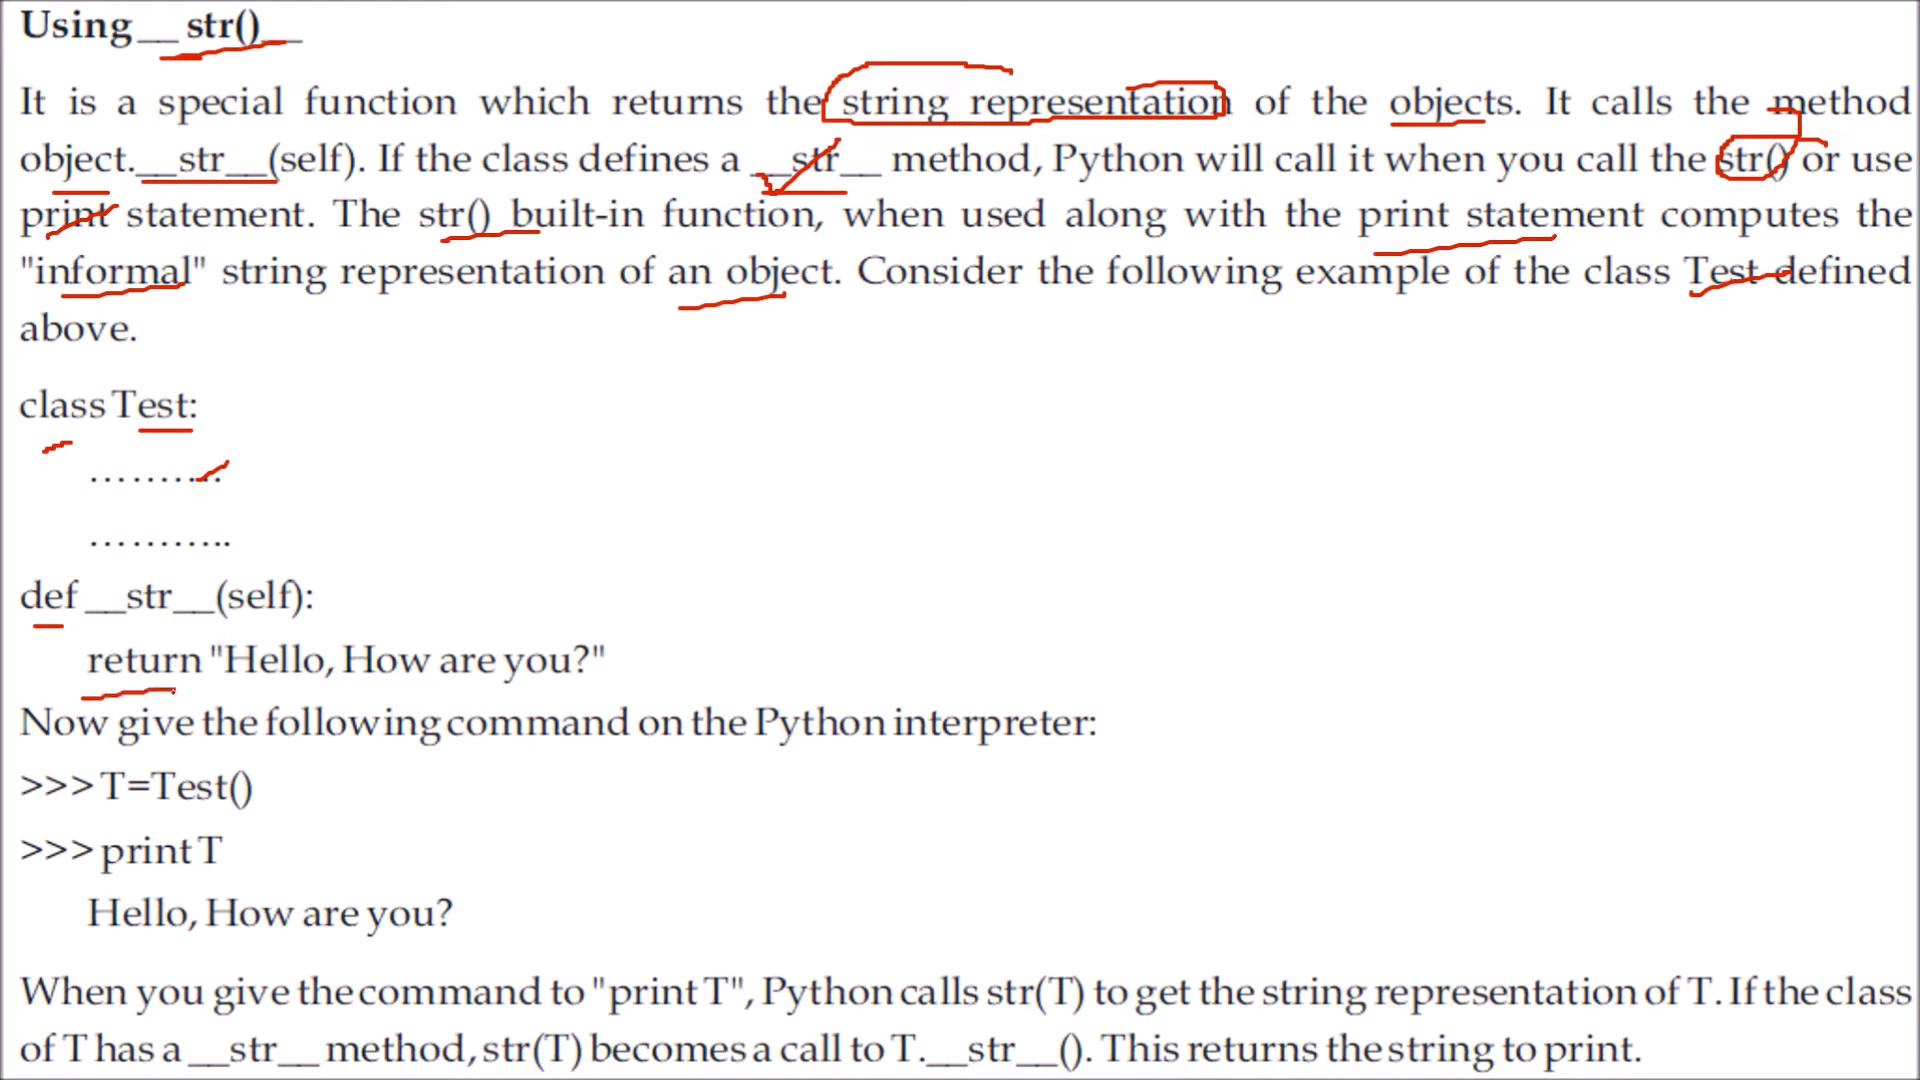 Using__ str()__
It is a special function which returns the string representation of the objects. It calls the method
object.__str__(self). If the class defines a __str__ method, Python will call it when you call the str() or use
print statement. The str() built-in function, when used along with the print statement computes the
"informal" string representation of an object. Consider the following example of the class Test defined
above.
class Test:
...........
...........
def __str__(self):
return "Hello, How are you?"
Now give the following command on the Python interpreter:
>>> T=Test()
>>> print T
Hello, How are you?
When you give the command to "print T", Python calls str(T) to get the string representation of T. If the class
of T has a __str__ method, str(T) becomes a call to T.__str__(). This returns the string to print.